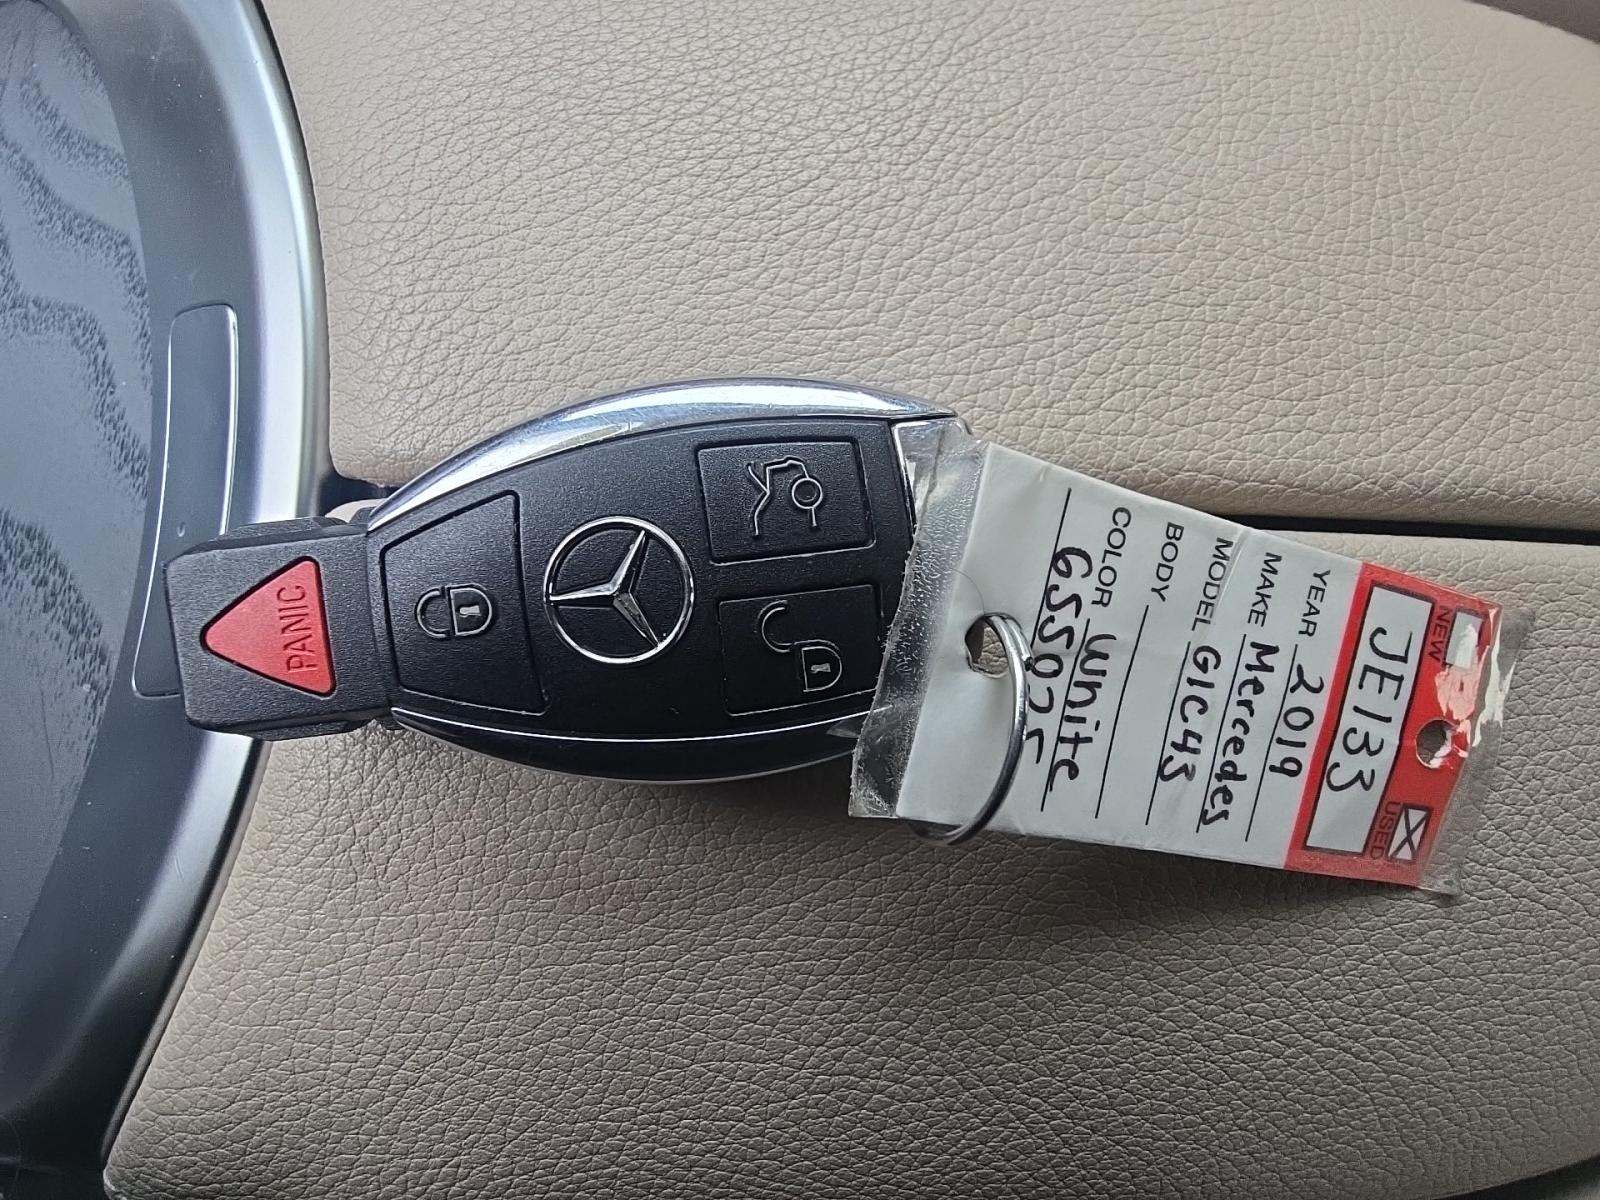 PANIC
NEW
USED
JE133
YEAR 2019
MAKE Mercedes
MODEL GLC43
BODY
COLOR White